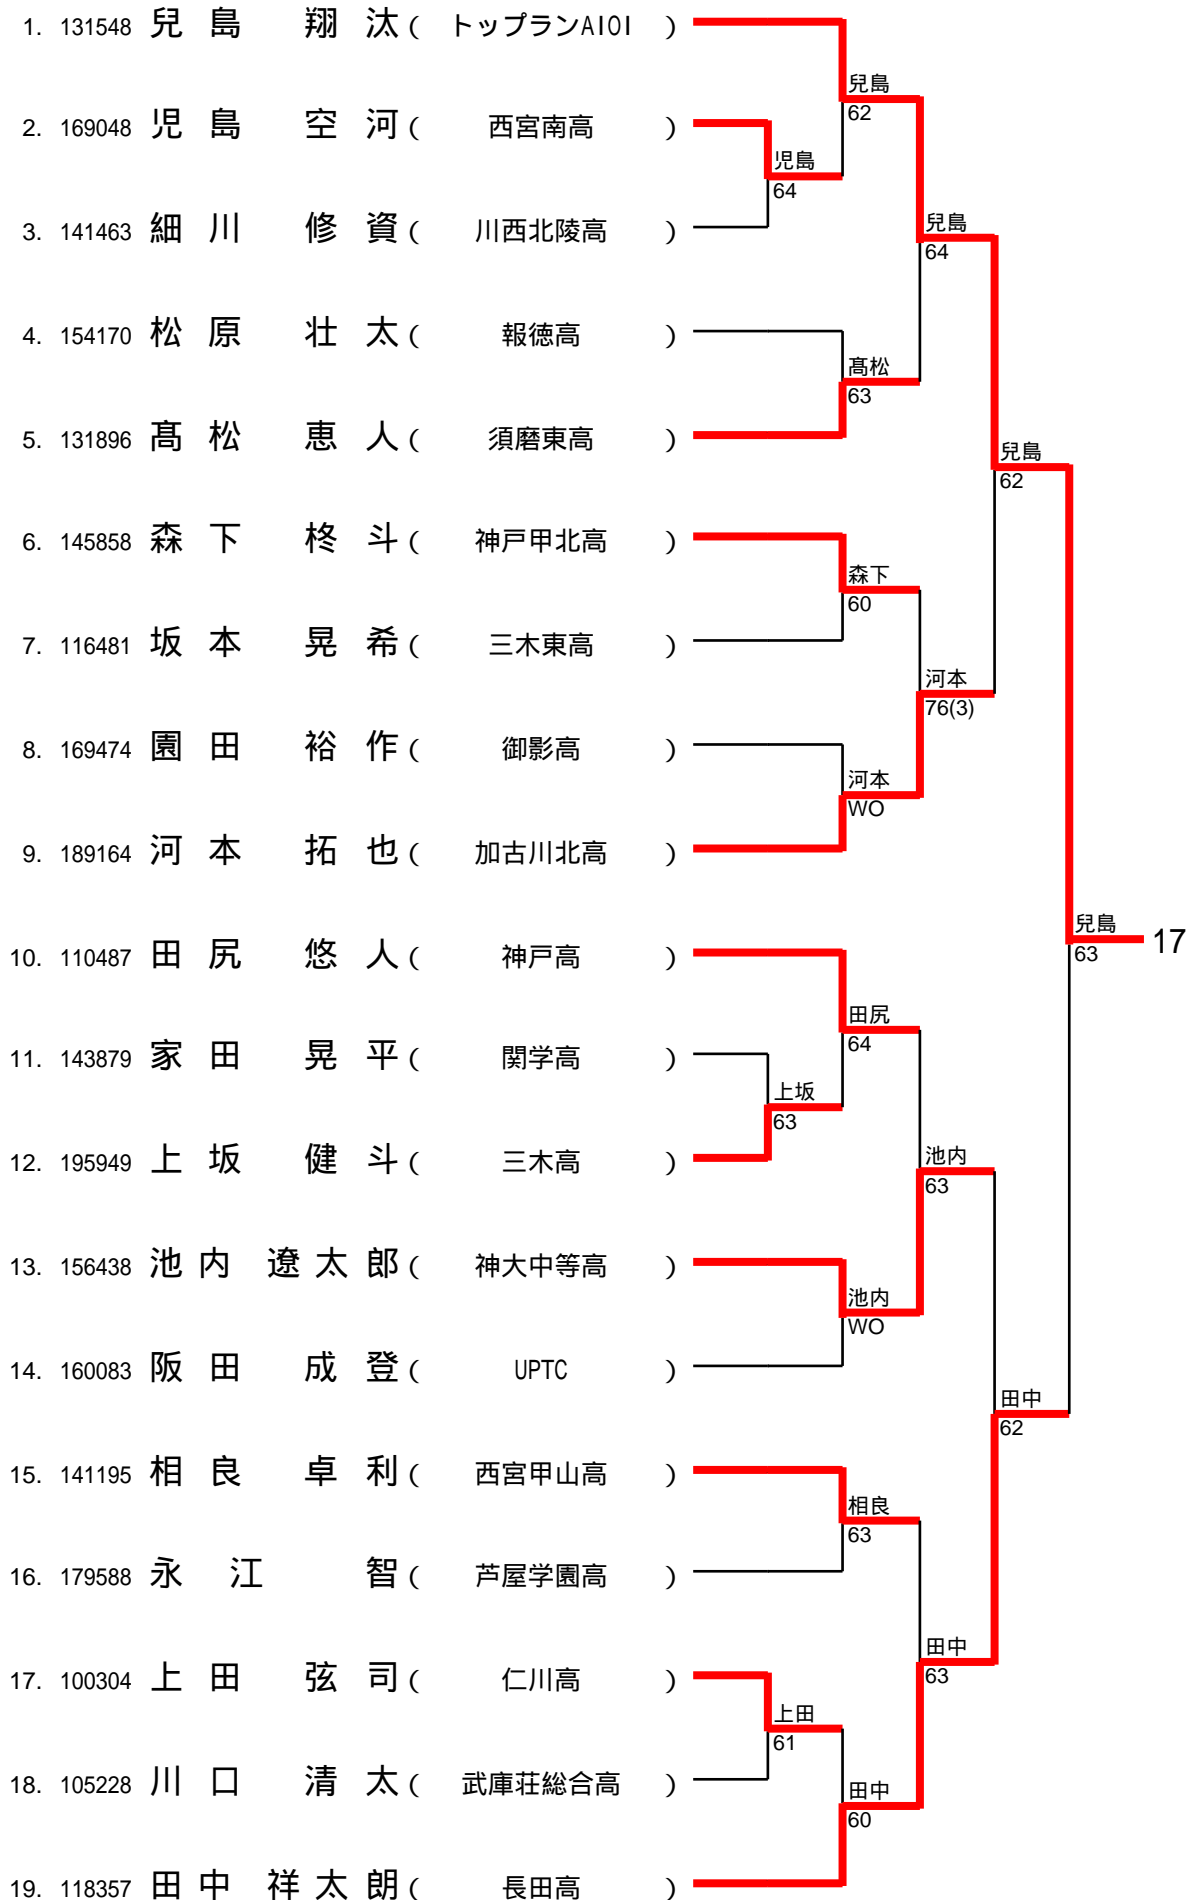 1. 131548 兒島 翔汰 ( トップランAIOI )
兒島
62
2. 169048 児島 空河 ( 西宮南高 )
児島
64
3. 141463 細川 修資 ( 川西北陵高 )
兒島
64
4. 154170 松原 壮太 ( 報徳高 )
髙松
63
5. 131896 髙松 恵人 ( 須磨東高 )
兒島
62
6. 145858 森下 柊斗 ( 神戸甲北高 )
森下
60
7. 116481 坂本 晃希 ( 三木東高 )
河本
76(3)
8. 169474 園田 裕作 ( 御影高 )
河本
WO
9. 189164 河本 拓也 ( 加古川北高 )
兒島 17
63
10. 110487 田尻 悠人 ( 神戸高 )
田尻
64
11. 143879 家田 晃平 ( 関学高 )
上坂
63
12. 195949 上坂 健斗 ( 三木高 )
池内
63
13. 156438 池内 遼太郎 ( 神大中等高 )
池内
WO
14. 160083 阪田 成登 ( UPTC )
田中
62
15. 141195 相良 卓利 ( 西宮甲山高 )
相良
63
16. 179588 永江 智 ( 芦屋学園高 )
田中
63
17. 100304 上田 弦司 ( 仁川高 )
上田
61
18. 105228 川口 清太 ( 武庫荘総合高 )
田中
60
19. 118357 田中 祥太朗 ( 長田高 )